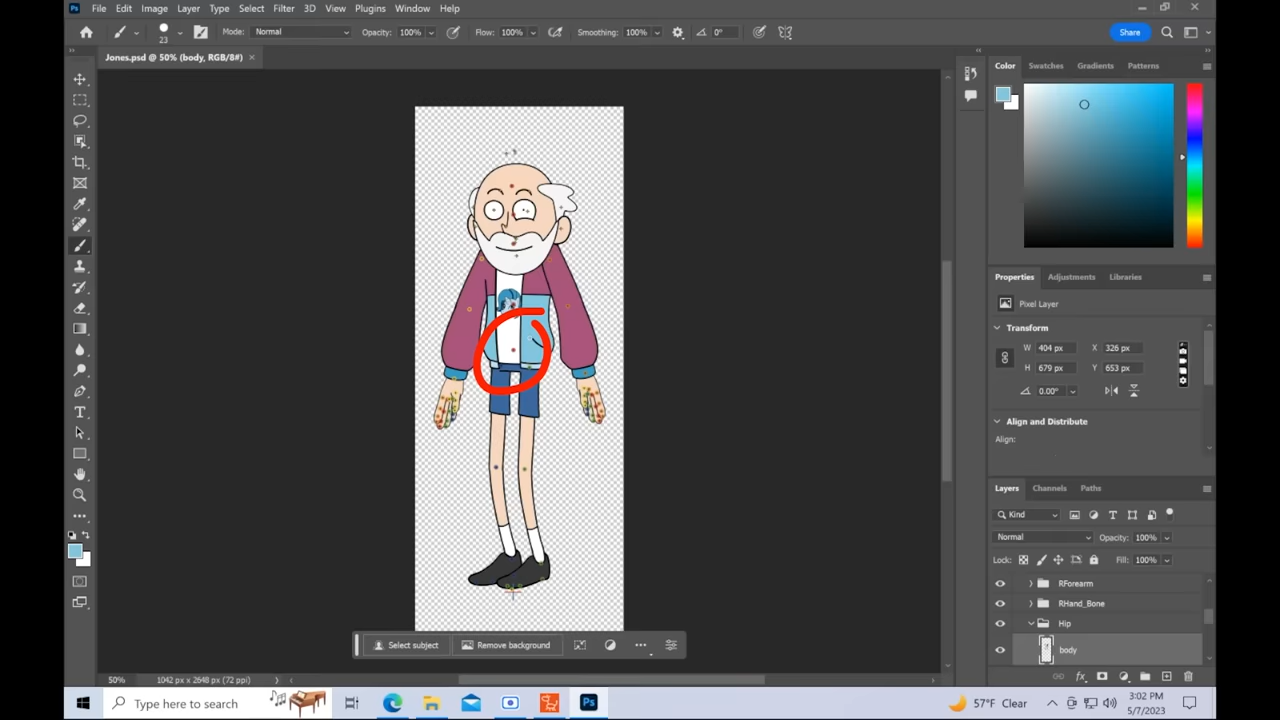 Ps File Edit Image Layer Type Select Filter 3D View Plugins Window Help
23 Mode: Normal Opacity: 100% Flow: 100% Smoothing: 100% 0° Share
Jones.psd @ 50% (body, RGB/8#) ×
Color Swatches Gradients Patterns
Properties Adjustments Libraries
Pixel Layer
Transform
W 404 px X 326 px
H 679 px Y 653 px
0.00°
Align and Distribute
Align:
Layers Channels Paths
Kind
Normal Opacity: 100%
Lock: Fill: 100%
RForearm
RHand_Bone
Hip
body
Select subject Remove background
50% 1042 px x 2648 px (72 ppi)
Type here to search Ps 57°F Clear 3:02 PM
5/7/2023